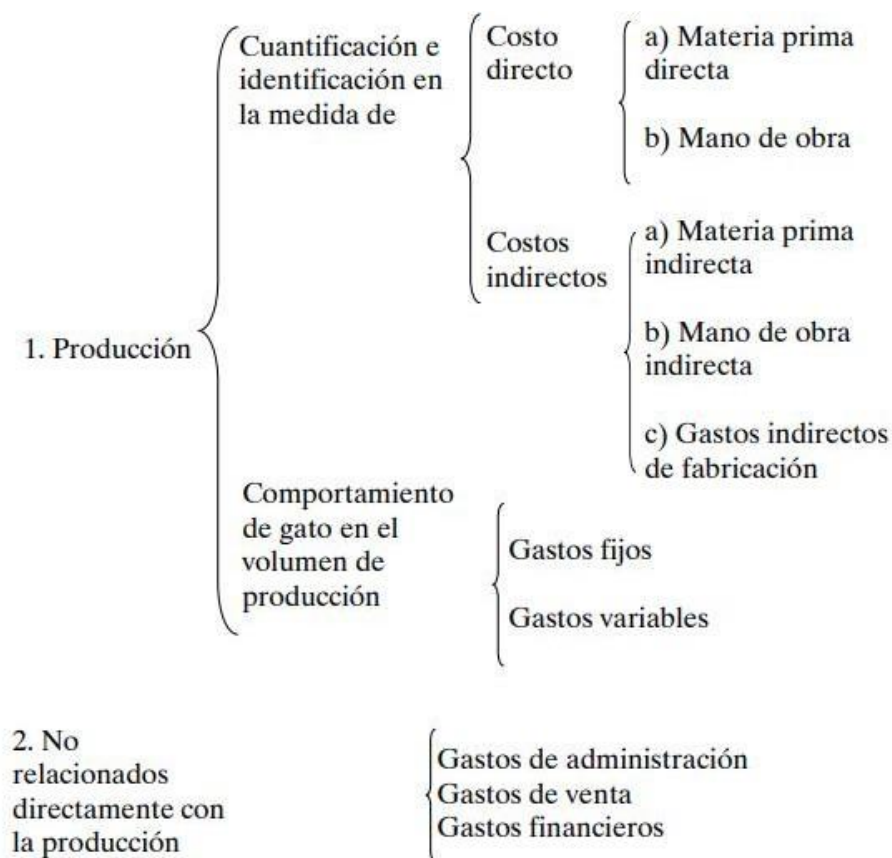 1. Producción
Cuantificación e
identificación en
la medida de
Costo
directo
a) Materia prima
directa
b) Mano de obra
Costos
indirectos
a) Materia prima
indirecta
b) Mano de obra
indirecta
c) Gastos indirectos
de fabricación
Comportamiento
de gato en el
volumen de
producción
Gastos fijos
Gastos variables
2. No
relacionados
directamente con
la producción
Gastos de administración
Gastos de venta
Gastos financieros